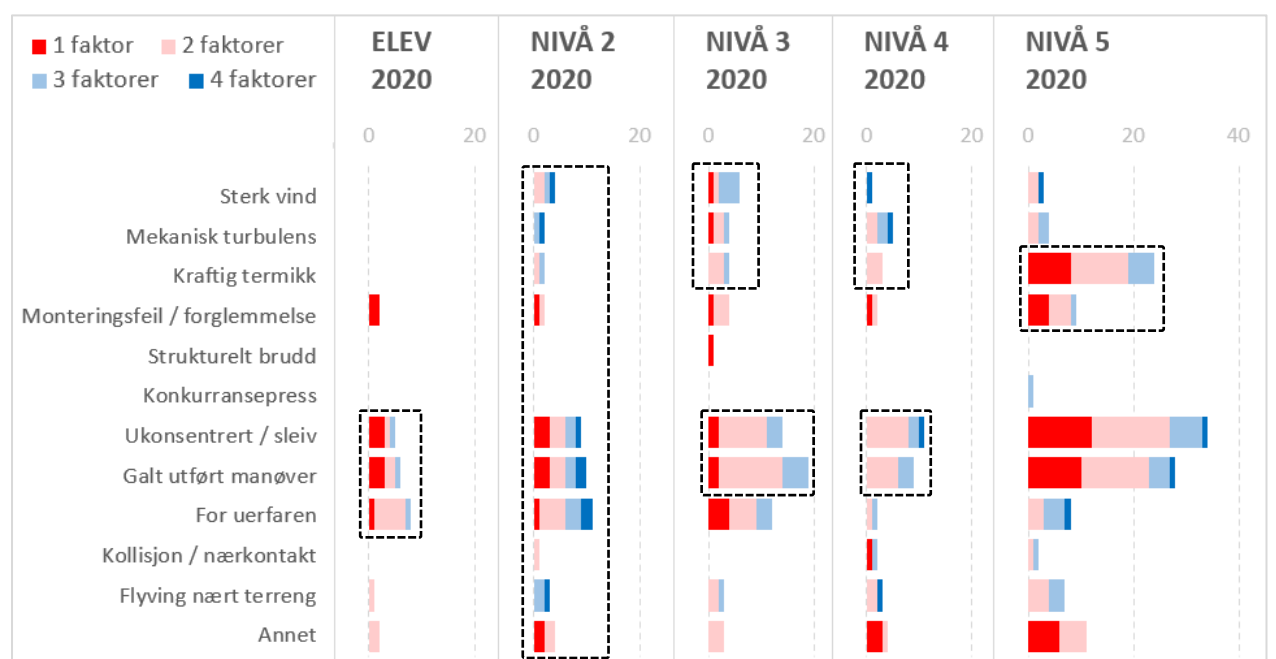 1 faktor 2 faktorer
3 faktorer 4 faktorer
ELEV
2020
NIVÅ 2
2020
NIVÅ 3
2020
NIVÅ 4
2020
NIVÅ 5
2020
0 20 0 20 0 20 0 20 0 20 40
Sterk vind
Mekanisk turbulens
Kraftig termikk
Monteringsfeil / forglemmelse
Strukturelt brudd
Konkurransepress
Ukonsentrert / sleiv
Galt utført manøver
For uerfaren
Kollisjon / nærkontakt
Flyving nært terreng
Annet